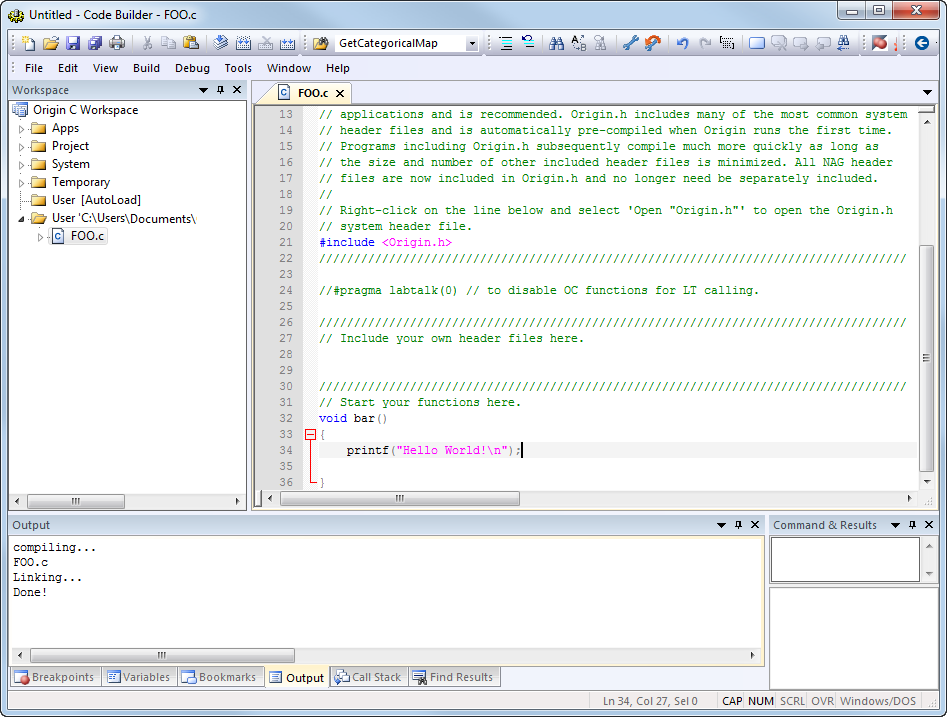 Untitled - Code Builder - FOO.c
GetCategoricalMap
File Edit View Build Debug Tools Window Help
Workspace
Origin C Workspace
Apps
Project
System
Temporary
User [AutoLoad]
User 'C:\Users\Documents\
FOO.c
FOO.c
13 // applications and is recommended. Origin.h includes many of the most common system
14 // header files and is automatically pre-compiled when Origin runs the first time.
15 // Programs including Origin.h subsequently compile much more quickly as long as
16 // the size and number of other included header files is minimized. All NAG header
17 // files are now included in Origin.h and no longer need be separately included.
18 //
19 // Right-click on the line below and select 'Open "Origin.h"' to open the Origin.h
20 // system header file.
21 #include <Origin.h>
22 ////////////////////////////////////////////////////////////////////////////////////
23
24 //#pragma labtalk(0) // to disable OC functions for LT calling.
25
26 ////////////////////////////////////////////////////////////////////////////////////
27 // Include your own header files here.
28
29
30 ////////////////////////////////////////////////////////////////////////////////////
31 // Start your functions here.
32 void bar()
33 {
34 printf("Hello World!\n");
35
36 }
Output
compiling...
FOO.c
Linking...
Done!
Command & Results
Breakpoints Variables Bookmarks Output Call Stack Find Results
Ln 34, Col 27, Sel 0 CAP NUM SCRL OVR Windows/DOS